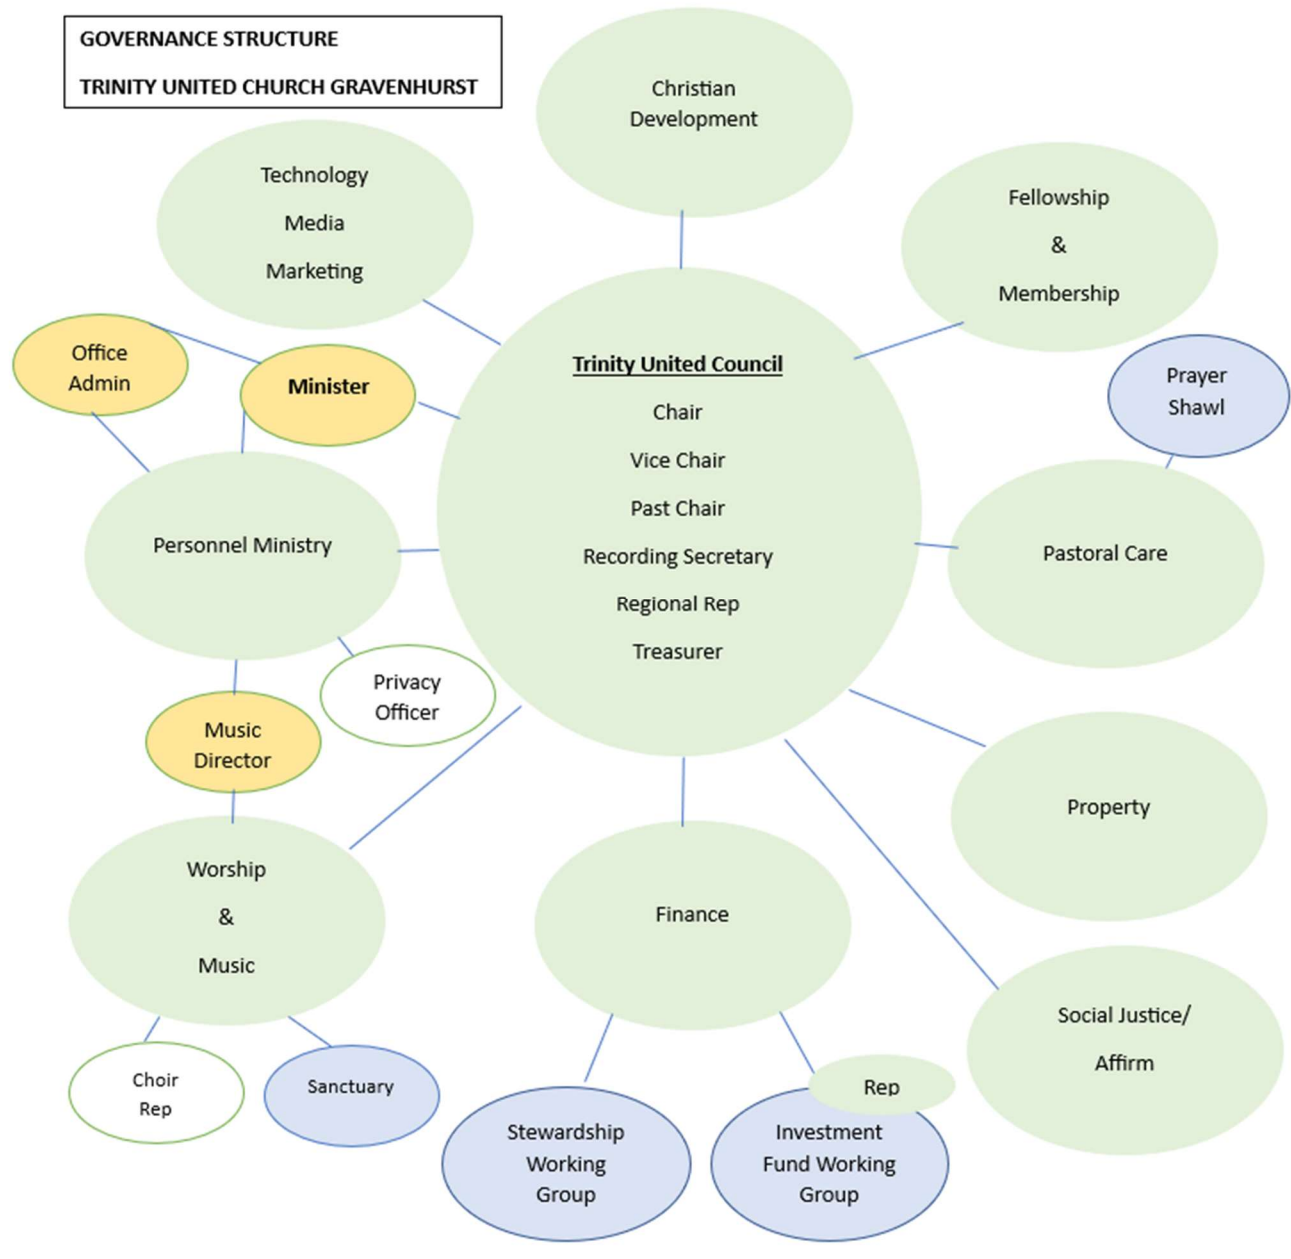 GOVERNANCE STRUCTURE
TRINITY UNITED CHURCH GRAVENHURST
Christian
Development
Technology
Media
Marketing
Fellowship
&
Membership
Office
Admin
Minister
Trinity United Council
Chair
Vice Chair
Past Chair
Recording Secretary
Regional Rep
Treasurer
Prayer
Shawl
Personnel Ministry
Pastoral Care
Privacy
Officer
Music
Director
Property
Worship
&
Music
Finance
Social Justice/
Affirm
Choir
Rep
Sanctuary
Stewardship
Working
Group
Rep
Investment
Fund Working
Group